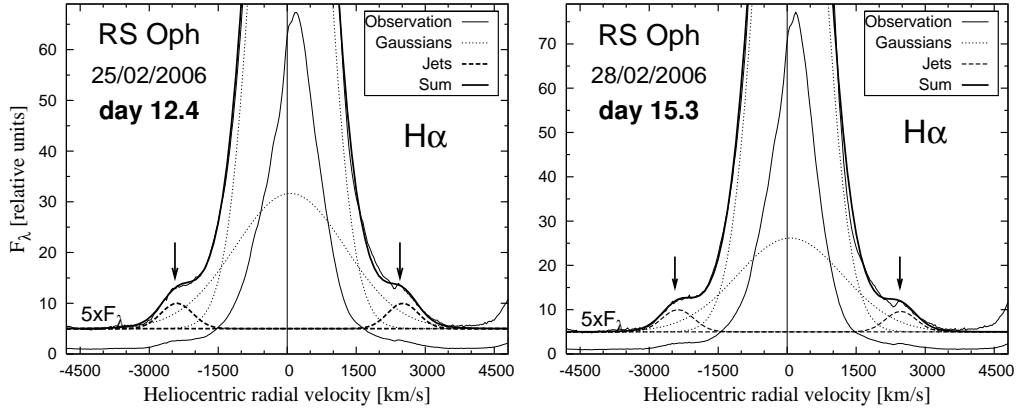 RS Oph
25/02/2006
day 12.4
Observation
Gaussians
Jets
Sum
Hα
5xFλ
Fλ [relative units]
60
50
40
30
20
10
0
-4500 -3000 -1500 0 1500 3000 4500
Heliocentric radial velocity [km/s]
RS Oph
28/02/2006
day 15.3
Observation
Gaussians
Jets
Sum
Hα
5xFλ
70
60
50
40
30
20
10
0
-4500 -3000 -1500 0 1500 3000 4500
Heliocentric radial velocity [km/s]